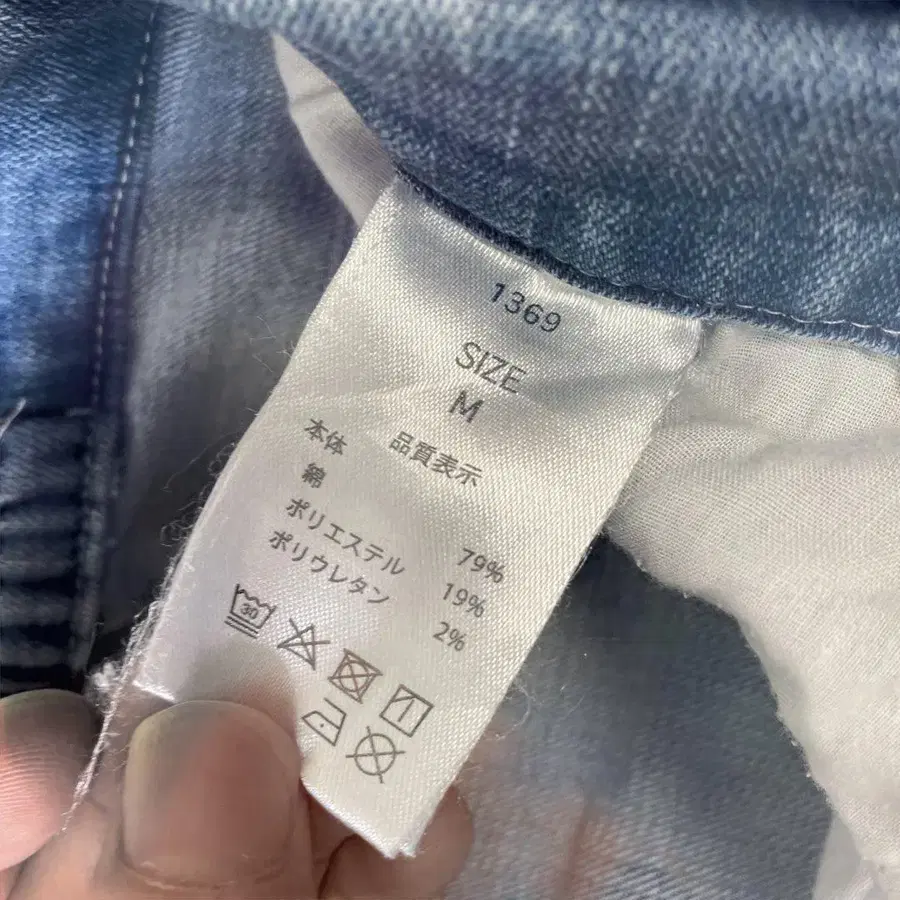 1369
SIZE
M
品質表示
本体
綿 79%
ポリエステル 19%
ポリウレタン 2%
30